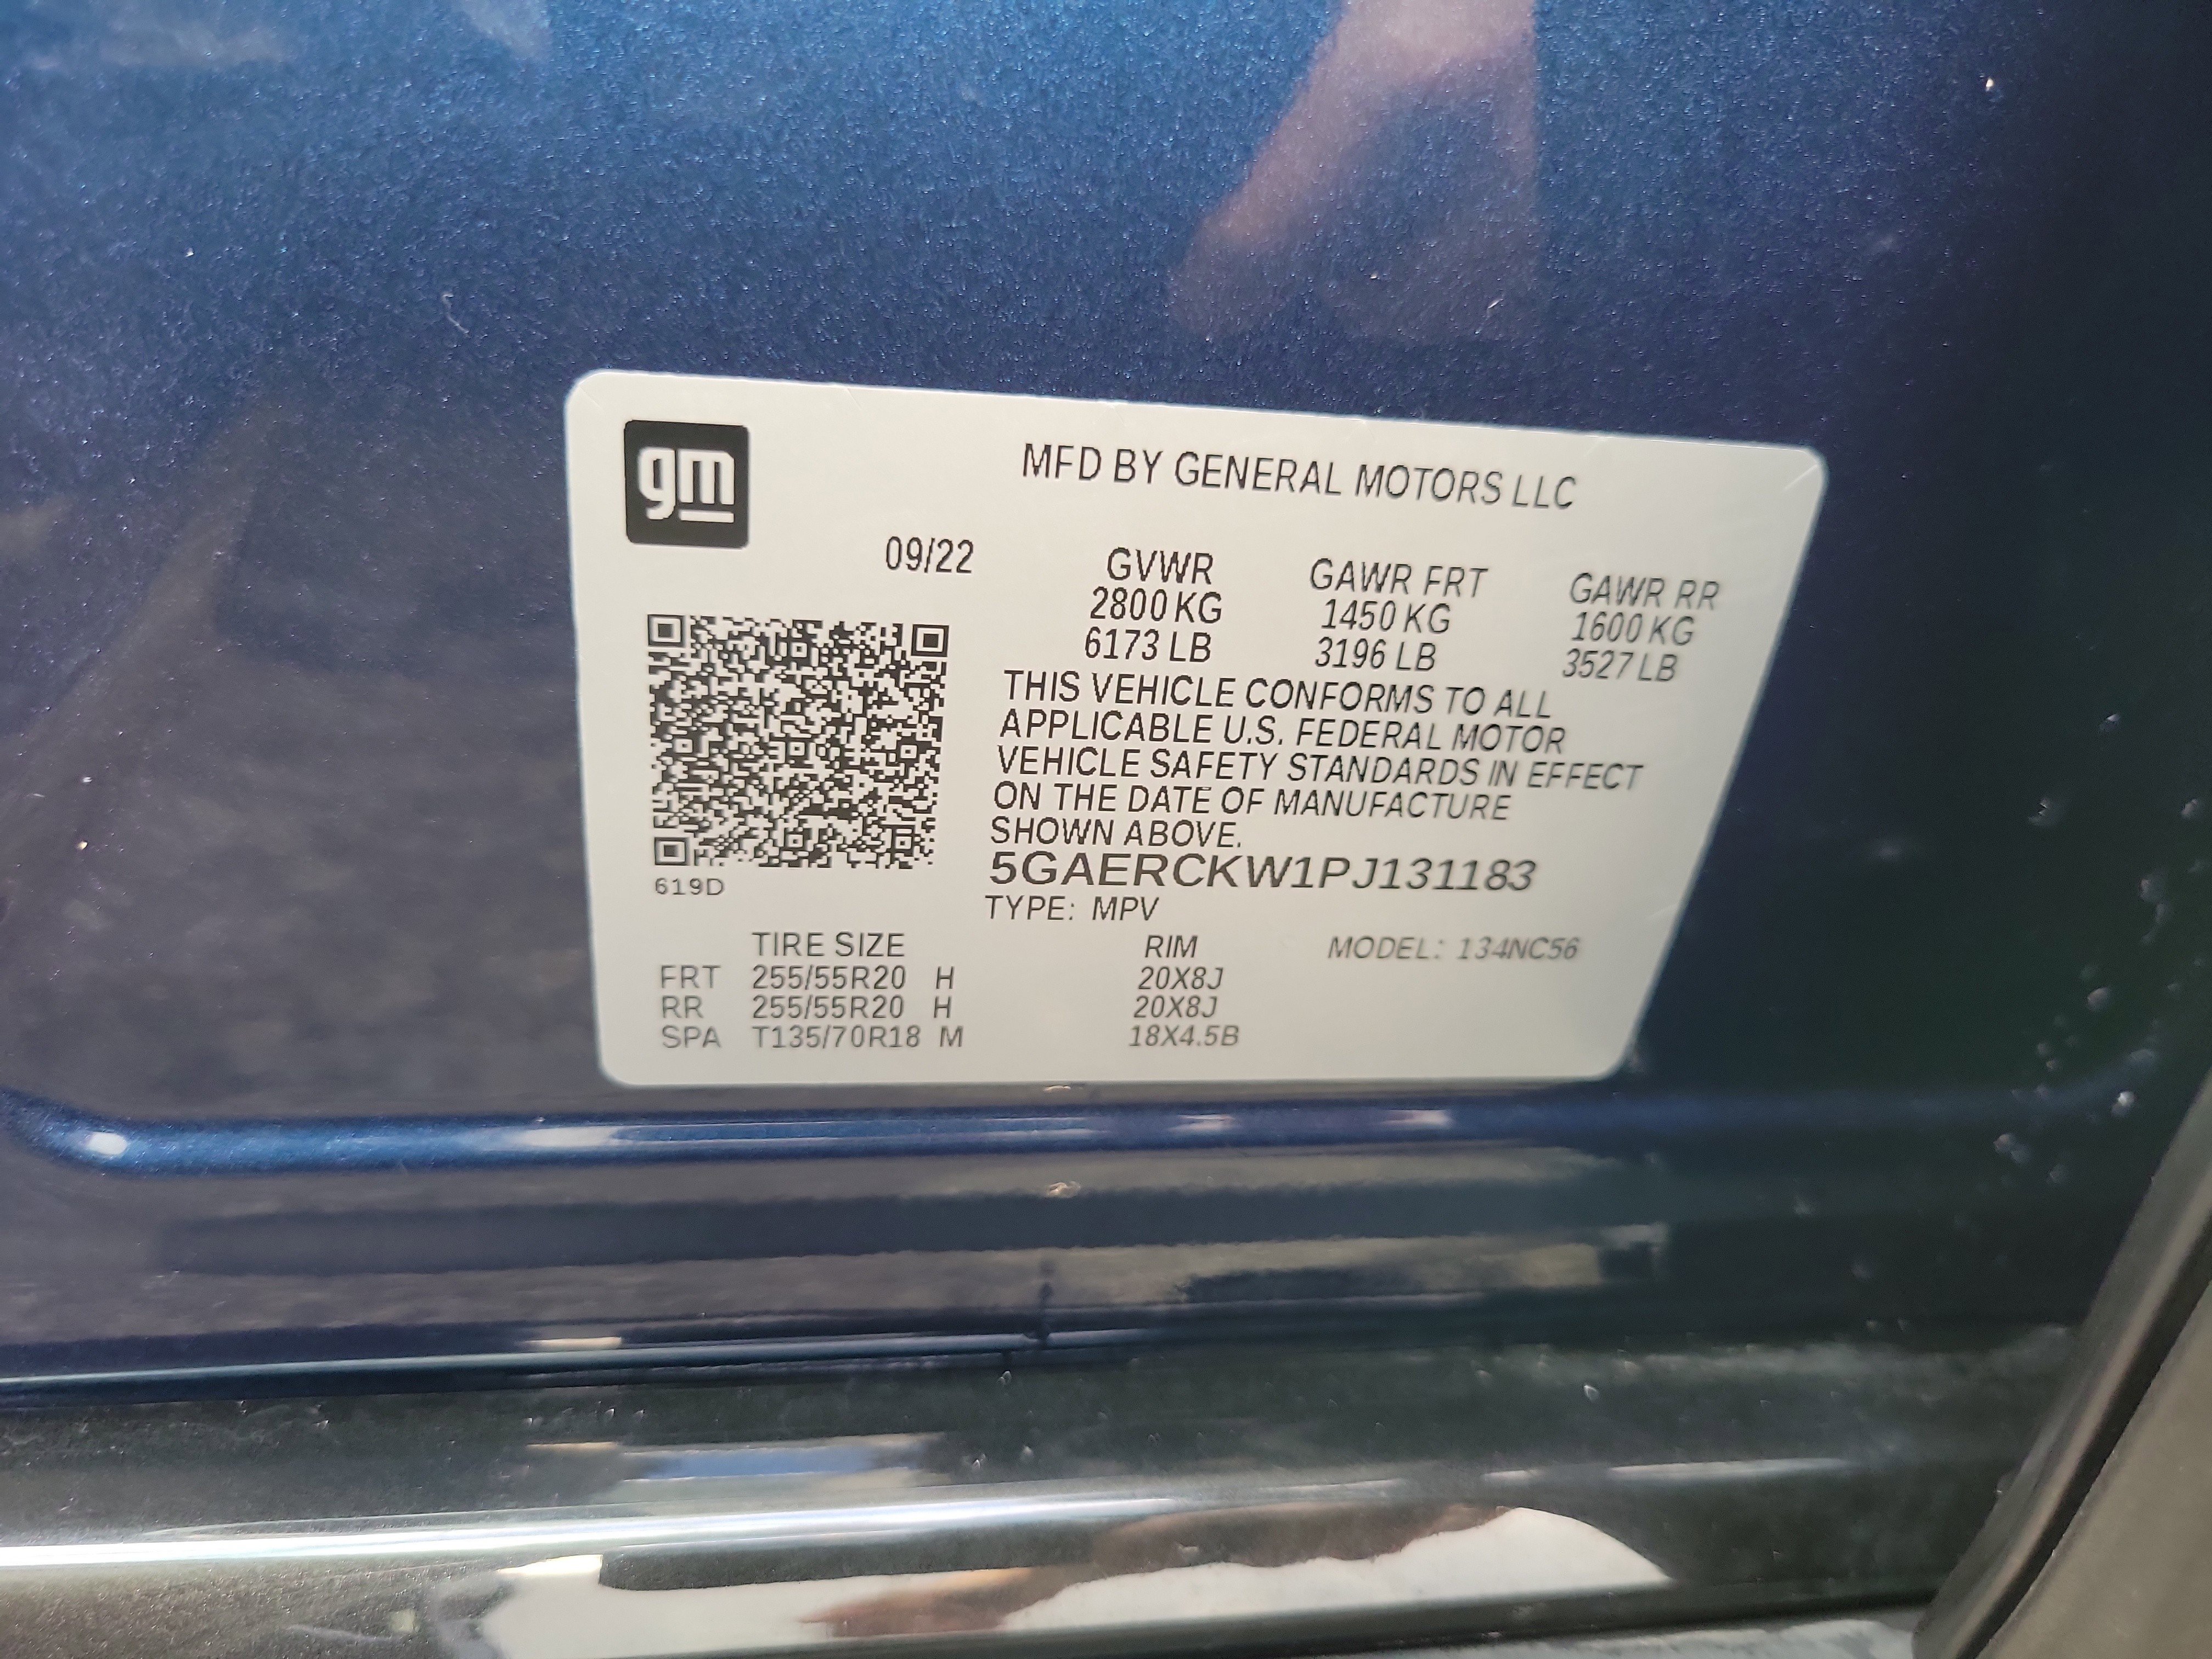 gm
MFD BY GENERAL MOTORS LLC
09/22
GVWR GAWR FRT GAWR RR
2800 KG 1450 KG 1600 KG
6173 LB 3196 LB 3527 LB
THIS VEHICLE CONFORMS TO ALL
APPLICABLE U.S. FEDERAL MOTOR
VEHICLE SAFETY STANDARDS IN EFFECT
ON THE DATE OF MANUFACTURE
SHOWN ABOVE.
5GAERCKW1PJ131183
619D
TYPE: MPV
TIRE SIZE RIM MODEL: 134NC56
FRT 255/55R20 H 20X8J
RR 255/55R20 H 20X8J
SPA T135/70R18 M 18X4.5B